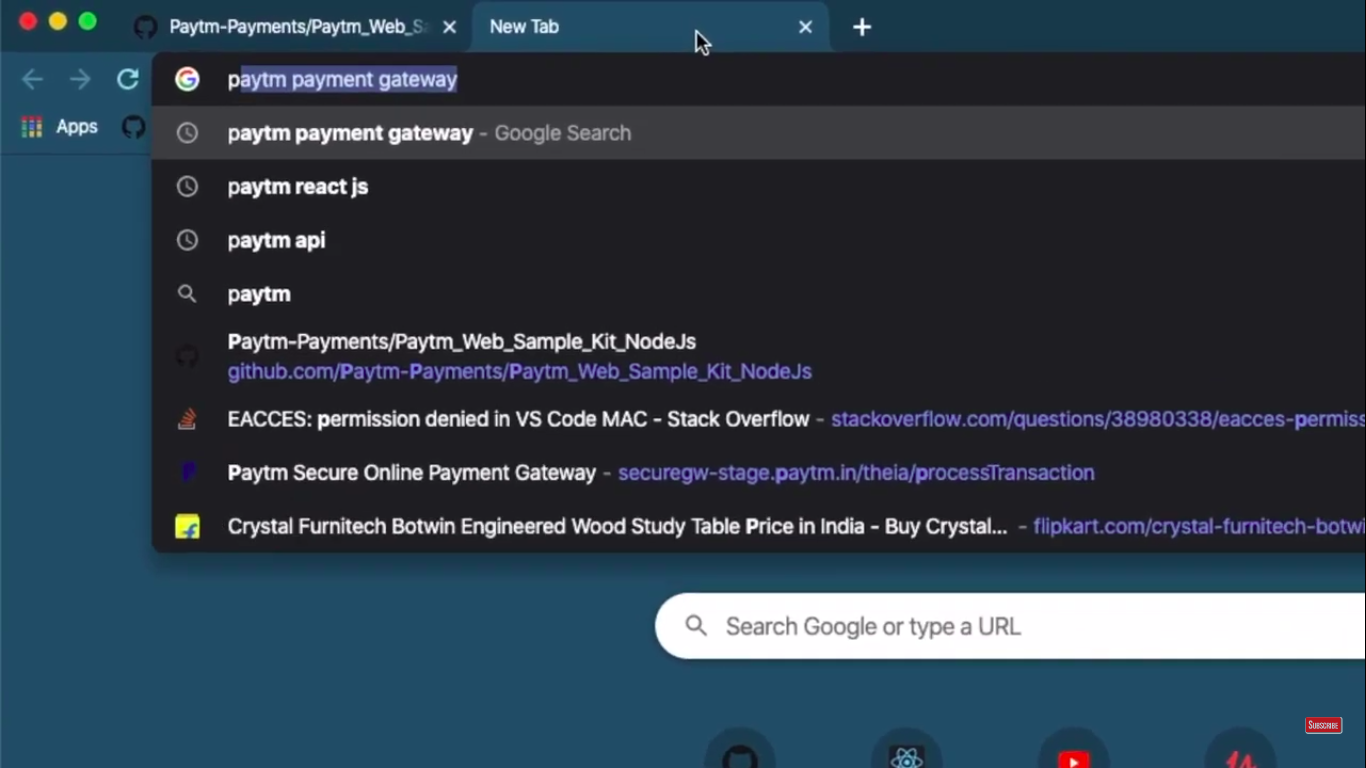 Paytm-Payments/Paytm_Web_Sa
New Tab
paytm payment gateway
Apps
paytm payment gateway - Google Search
paytm react js
paytm api
paytm
Paytm-Payments/Paytm_Web_Sample_Kit_NodeJs
github.com/Paytm-Payments/Paytm_Web_Sample_Kit_NodeJs
EACCES: permission denied in VS Code MAC - Stack Overflow - stackoverflow.com/questions/38980338/eacces-permiss
Paytm Secure Online Payment Gateway - securegw-stage.paytm.in/theia/processTransaction
Crystal Furnitech Botwin Engineered Wood Study Table Price in India - Buy Crystal... - flipkart.com/crystal-furnitech-botwi
Search Google or type a URL
SUBSCRIBE